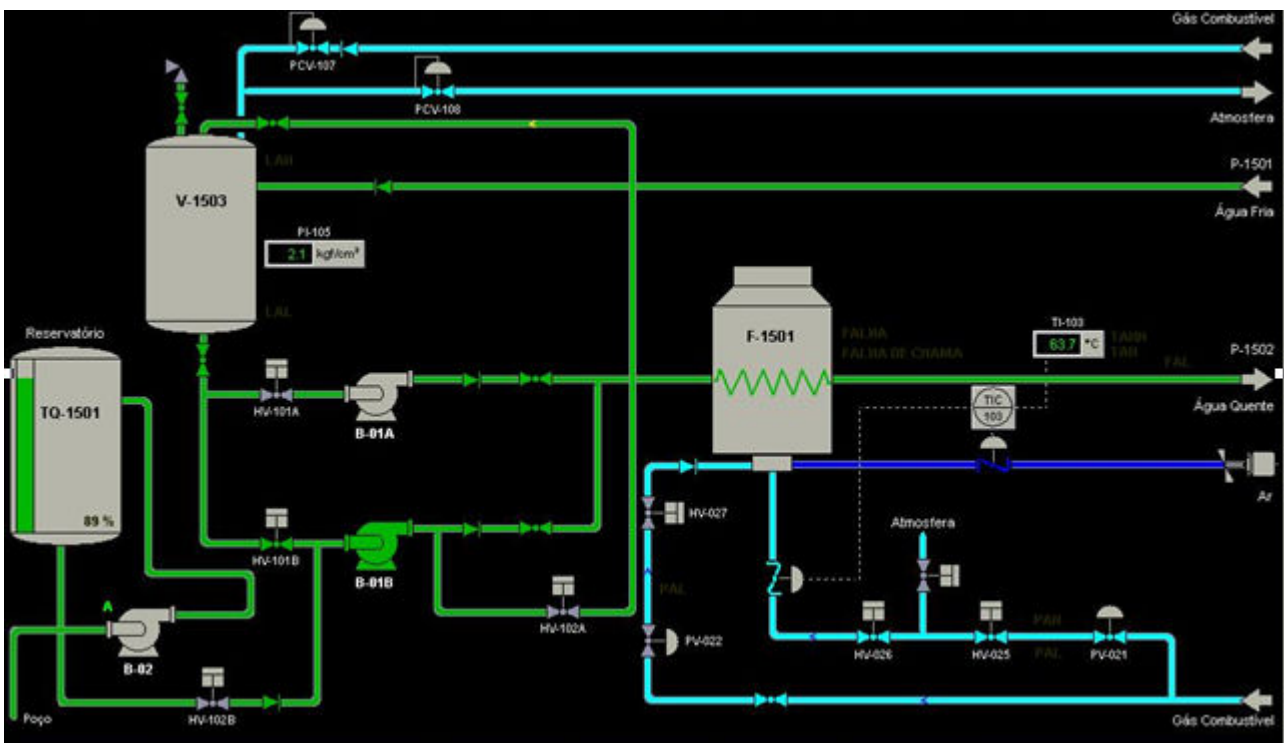 Gás Combustível
PCV-107
PCV-108
Atmosfera
LAH
P-1501
V-1503
Água Fria
PI-105
2.1 kgf/cm²
LAL
Reservatório
F-1501
FALHA
FALHA DE CHAMA
TI-103
63.7 °C
TAHH
TAH
FAL
P-1502
TIC
103
Água Quente
TQ-1501
HV-101A
B-01A
Ar
89 %
HV-027
Atmosfera
HV-101B
B-01B
PAL
A
HV-102A
PV-022
PAH
PAL
HV-026
HV-025
PV-021
B-02
Poço
HV-102B
Gás Combustível